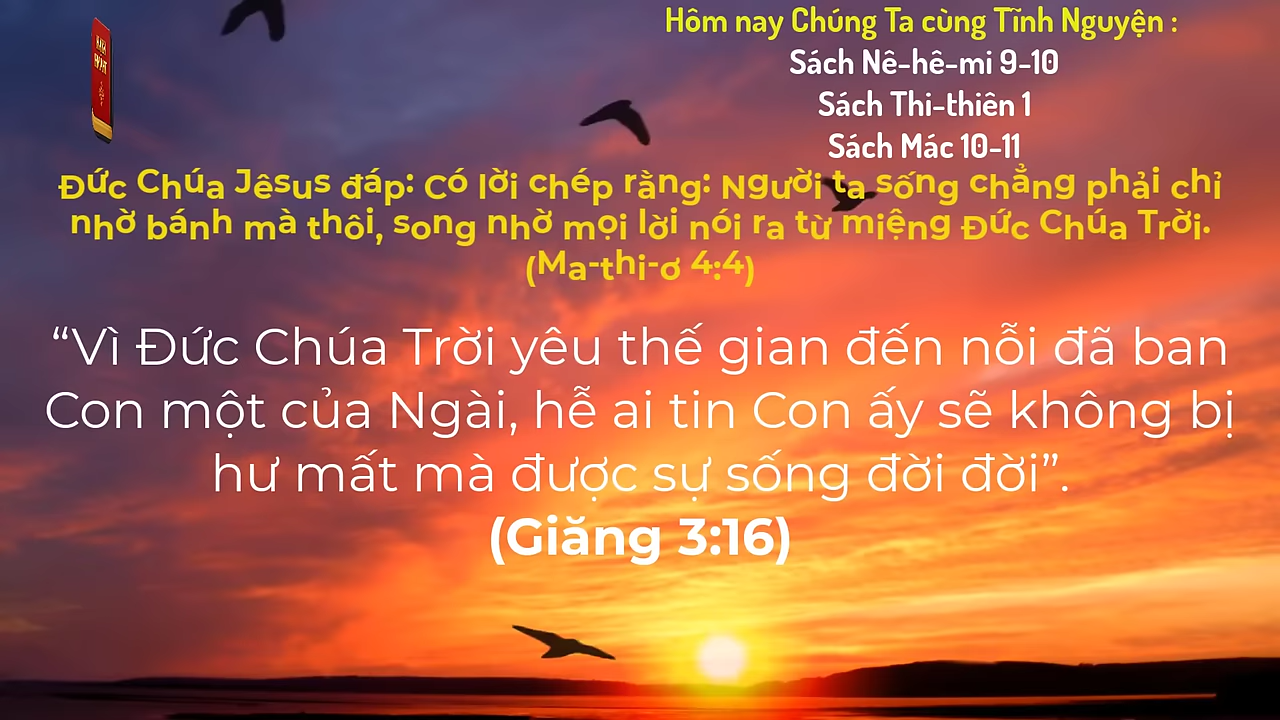 Hôm nay Chúng Ta cùng Tĩnh Nguyện :
Sách Nê-hê-mi 9-10
Sách Thi-thiên 1
Sách Mác 10-11
Đức Chúa Jêsus đáp: Có lời chép rằng: Người ta sống chẳng phải chỉ
nhờ bánh mà thôi, song nhờ mọi lời nói ra từ miệng Đức Chúa Trời.
(Ma-thi-ơ 4:4)
“Vì Đức Chúa Trời yêu thế gian đến nỗi đã ban
Con một của Ngài, hễ ai tin Con ấy sẽ không bị
hư mất mà được sự sống đời đời”.
(Giăng 3:16)